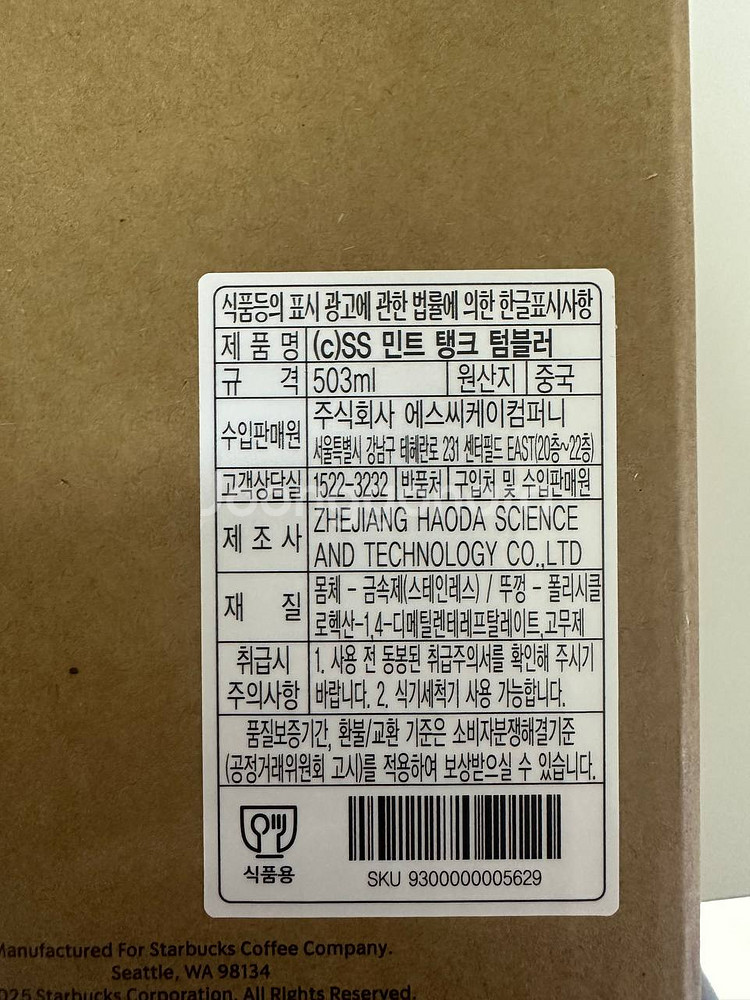 식품등의 표시 광고에 관한 법률에 의한 한글표시사항
제 품 명 (c)SS 민트 탱크 텀블러
규 격 503ml 원산지 중국
수입판매원 주식회사 에스씨케이컴퍼니
서울특별시 강남구 테헤란로 231 센터필드 EAST(20층~22층)
고객상담실 1522-3232 반품처 구입처 및 수입판매원
제 조 사 ZHEJIANG HAODA SCIENCE
AND TECHNOLOGY CO.,LTD
재 질 몸체 - 금속제(스테인레스) / 뚜껑 - 폴리시클
로헥산-1,4-디메틸렌테레프탈레이트,고무제
취급시 주의사항 1. 사용 전 동봉된 취급주의서를 확인해 주시기
바랍니다. 2. 식기세척기 사용 가능합니다.
품질보증기간, 환불/교환 기준은 소비자분쟁해결기준
(공정거래위원회 고시)를 적용하여 보상받으실 수 있습니다.
식품용
SKU 9300000005629
Manufactured For Starbucks Coffee Company.
Seattle, WA 98134
025 Starbucks Corporation. All Rights Reserved.